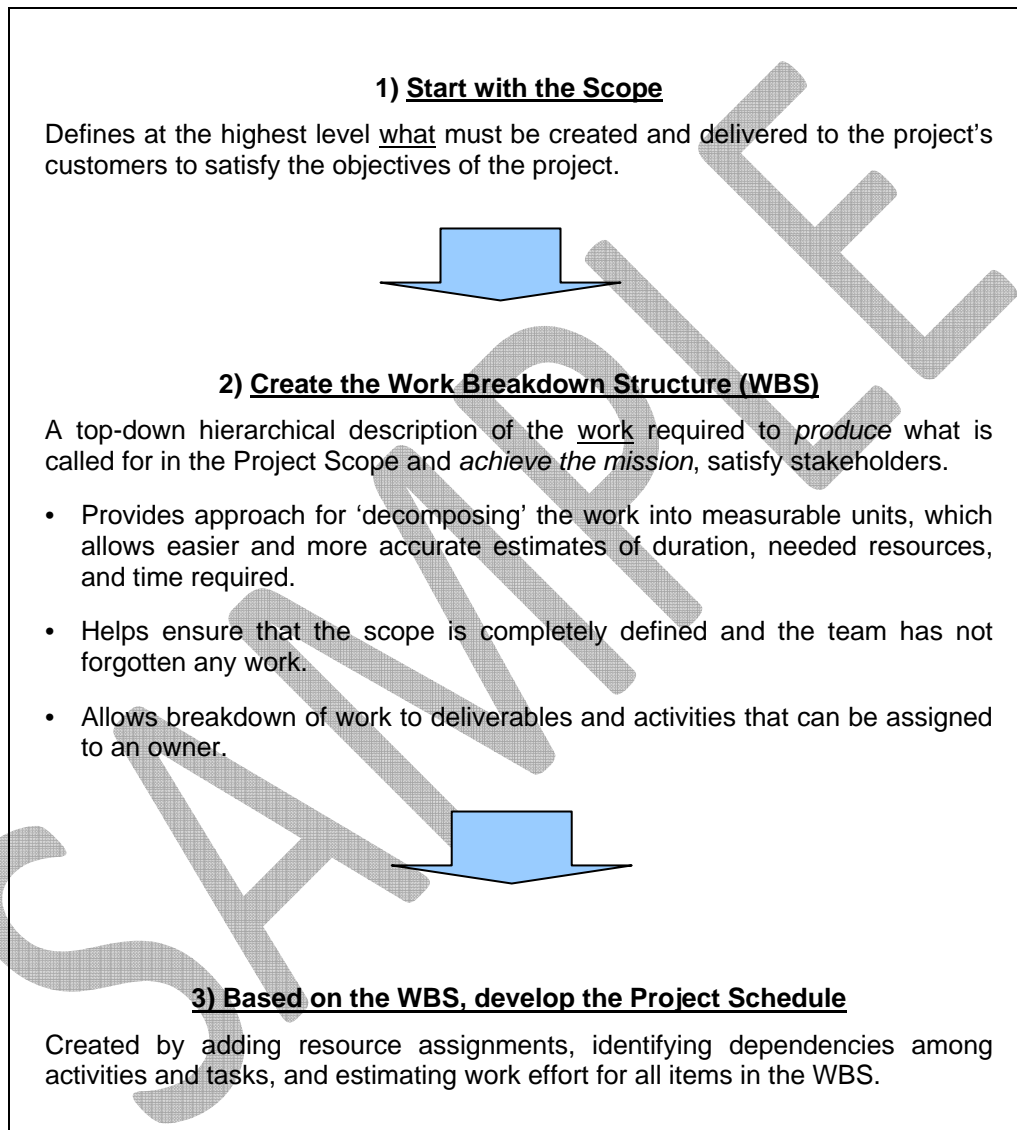 1) Start with the Scope
Defines at the highest level what must be created and delivered to the project's
customers to satisfy the objectives of the project.
2) Create the Work Breakdown Structure (WBS)
A top-down hierarchical description of the work required to produce what is
called for in the Project Scope and achieve the mission, satisfy stakeholders.
• Provides approach for ‘decomposing’ the work into measurable units, which
allows easier and more accurate estimates of duration, needed resources,
and time required.
• Helps ensure that the scope is completely defined and the team has not
forgotten any work.
• Allows breakdown of work to deliverables and activities that can be assigned
to an owner.
3) Based on the WBS, develop the Project Schedule
Created by adding resource assignments, identifying dependencies among
activities and tasks, and estimating work effort for all items in the WBS.
SAMPLE